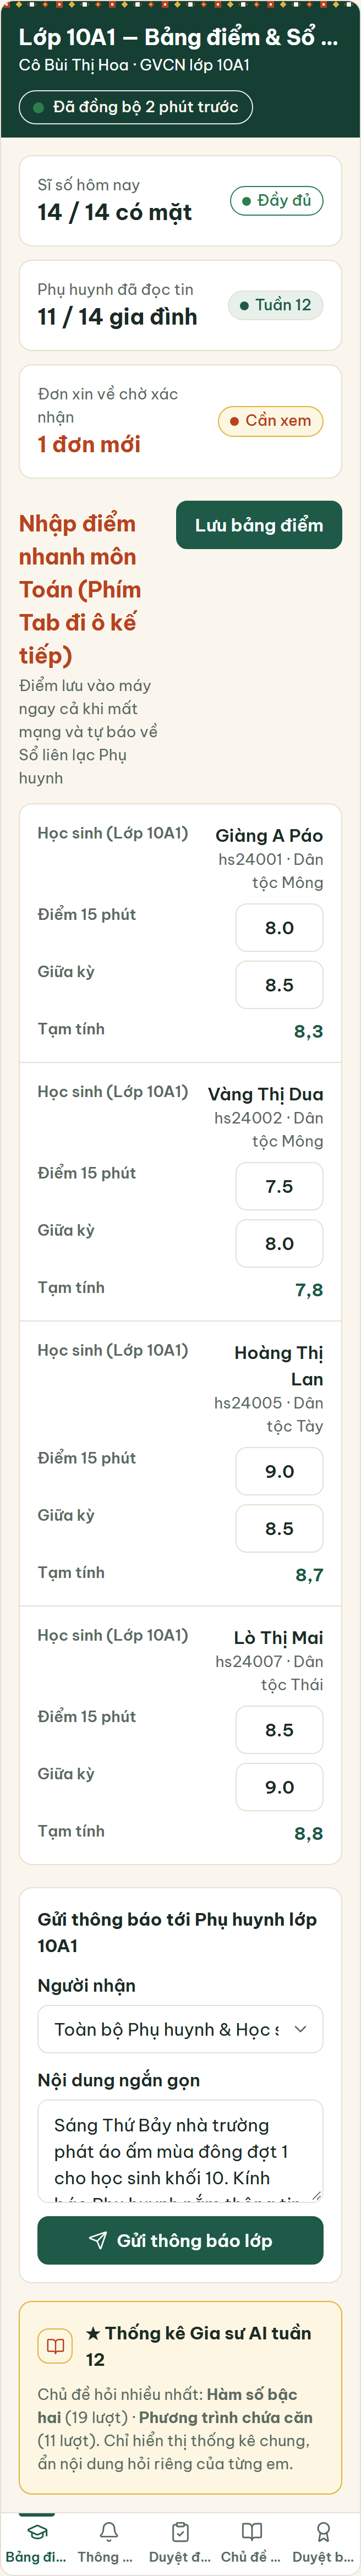 Lớp 10A1 — Bảng điểm & Sổ ...
Cô Bùi Thị Hoa · GVCN lớp 10A1
Đã đồng bộ 2 phút trước
Sĩ số hôm nay
14 / 14 có mặt
Đầy đủ
Phụ huynh đã đọc tin
11 / 14 gia đình
Tuần 12
Đơn xin về chờ xác
nhận
1 đơn mới
Cần xem
Nhập điểm
nhanh môn
Toán (Phím
Tab đi ô kế
tiếp)
Lưu bảng điểm
Điểm lưu vào máy
ngay cả khi mất
mạng và tự báo về
Sổ liên lạc Phụ
huynh
Học sinh (Lớp 10A1)
Giàng A Páo
hs24001 · Dân
tộc Mông
Điểm 15 phút
8.0
Giữa kỳ
8.5
Tạm tính
8,3
Học sinh (Lớp 10A1)
Vàng Thị Dua
hs24002 · Dân
tộc Mông
Điểm 15 phút
7.5
Giữa kỳ
8.0
Tạm tính
7,8
Học sinh (Lớp 10A1)
Hoàng Thị
Lan
hs24005 · Dân
tộc Tày
Điểm 15 phút
9.0
Giữa kỳ
8.5
Tạm tính
8,7
Học sinh (Lớp 10A1)
Lò Thị Mai
hs24007 · Dân
tộc Thái
Điểm 15 phút
8.5
Giữa kỳ
9.0
Tạm tính
8,8
Gửi thông báo tới Phụ huynh lớp
10A1
Người nhận
Toàn bộ Phụ huynh & Học
Nội dung ngắn gọn
Sáng Thứ Bảy nhà trường
phát áo ấm mùa đông đợt 1
cho học sinh khối 10. Kính
báo Phụ huynh nắm thông tin
Gửi thông báo lớp
★ Thống kê Gia sư AI tuần
12
Chủ đề hỏi nhiều nhất: Hàm số bậc
hai (19 lượt) · Phương trình chứa căn
(11 lượt). Chỉ hiển thị thống kê chung,
ẩn nội dung hỏi riêng của từng em.
Bảng đi...
Thông ...
Duyệt đ...
Chủ đề ...
Duyệt b...